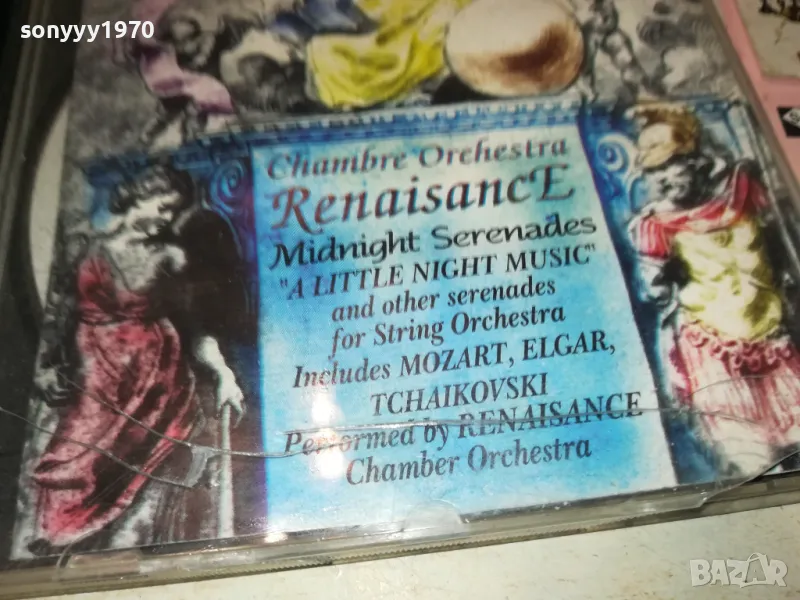 sonyyy1970
Chambre Orchestra
RenaisancE
Midnight Serenades
"A LITTLE NIGHT MUSIC"
and other serenades
for String Orchestra
Includes MOZART, ELGAR,
TCHAIKOVSKI
Performed by RENAISANCE
Chamber Orchestra
BAZAR